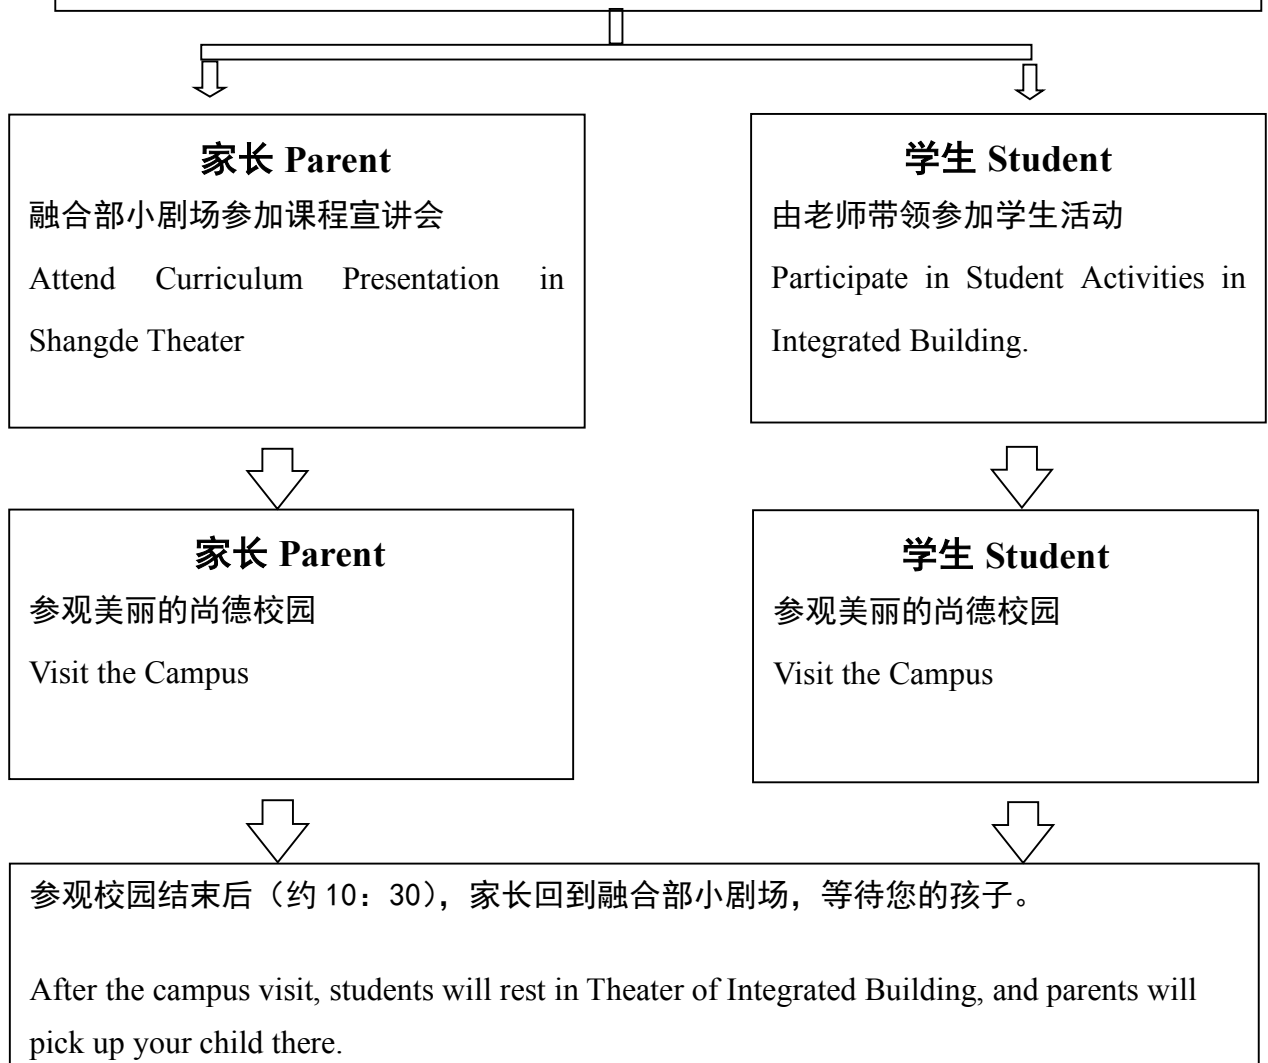 家长 Parent
融合部小剧场参加课程宣讲会
Attend Curriculum Presentation in
Shangde Theater
学生 Student
由老师带领参加学生活动
Participate in Student Activities in
Integrated Building.
家长 Parent
参观美丽的尚德校园
Visit the Campus
学生 Student
参观美丽的尚德校园
Visit the Campus
参观校园结束后（约 10：30），家长回到融合部小剧场，等待您的孩子。
After the campus visit, students will rest in Theater of Integrated Building, and parents will
pick up your child there.